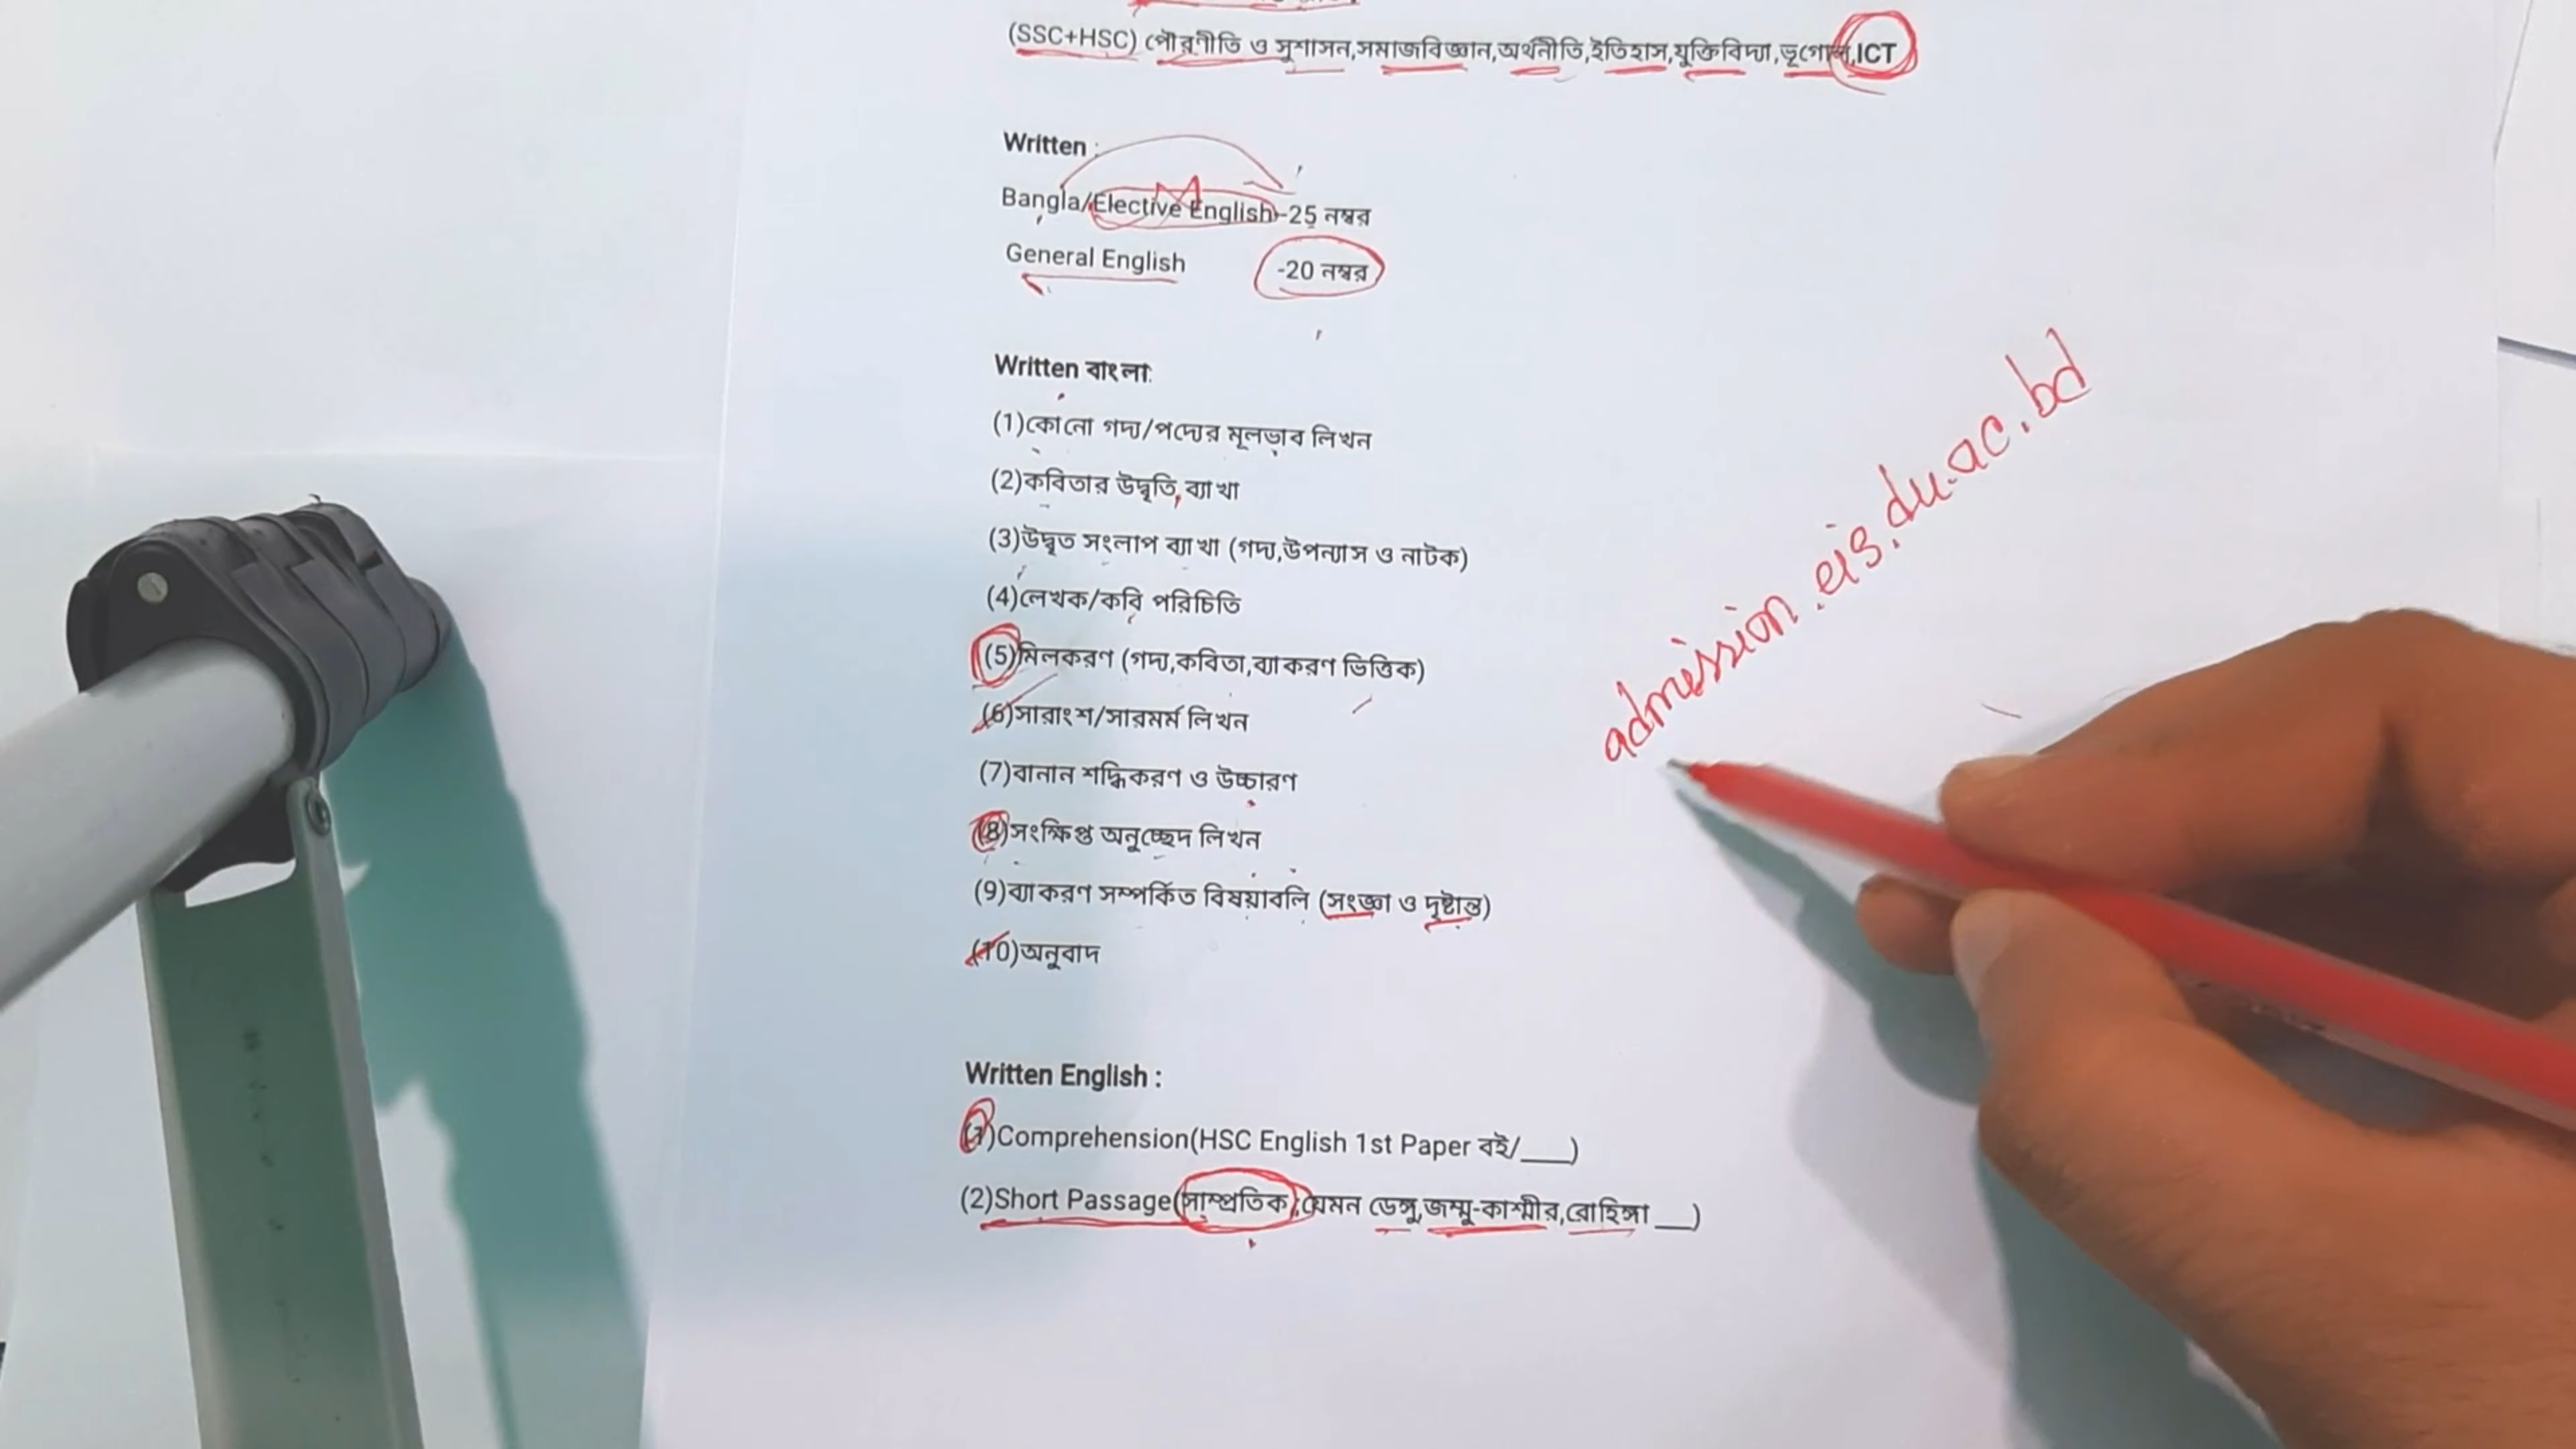 (SSC+HSC) পৌরণীতি ও সুশাসন,সমাজবিজ্ঞান,অর্থনীতি,ইতিহাস,যুক্তিবিদ্যা,ভূগোল,ICT
Written :
Bangla/Elective English-25 নম্বর
General English -20 নম্বর
Written বাংলা:
(1)কোনো গদ্য/পদ্যের মূলভাব লিখন
(2)কবিতার উদ্বৃতি,ব্যাখা
(3)উদ্বৃত সংলাপ ব্যাখা (গদ্য,উপন্যাস ও নাটক)
(4)লেখক/কবি পরিচিতি
(5)মিলকরণ (গদ্য,কবিতা,ব্যাকরণ ভিত্তিক)
(6)সারাংশ/সারমর্ম লিখন
(7)বানান শদ্ধিকরণ ও উচ্চারণ
(8)সংক্ষিপ্ত অনুচ্ছেদ লিখন
(9)ব্যাকরণ সম্পর্কিত বিষয়াবলি (সংজ্ঞা ও দৃষ্টান্ত)
(10)অনুবাদ
admission.eis.du.ac.bd
Written English :
(1)Comprehension(HSC English 1st Paper বই/___)
(2)Short Passage(সাম্প্রতিক,যেমন ডেঙ্গু,জম্মু-কাশ্মীর,রোহিঙ্গা ___)